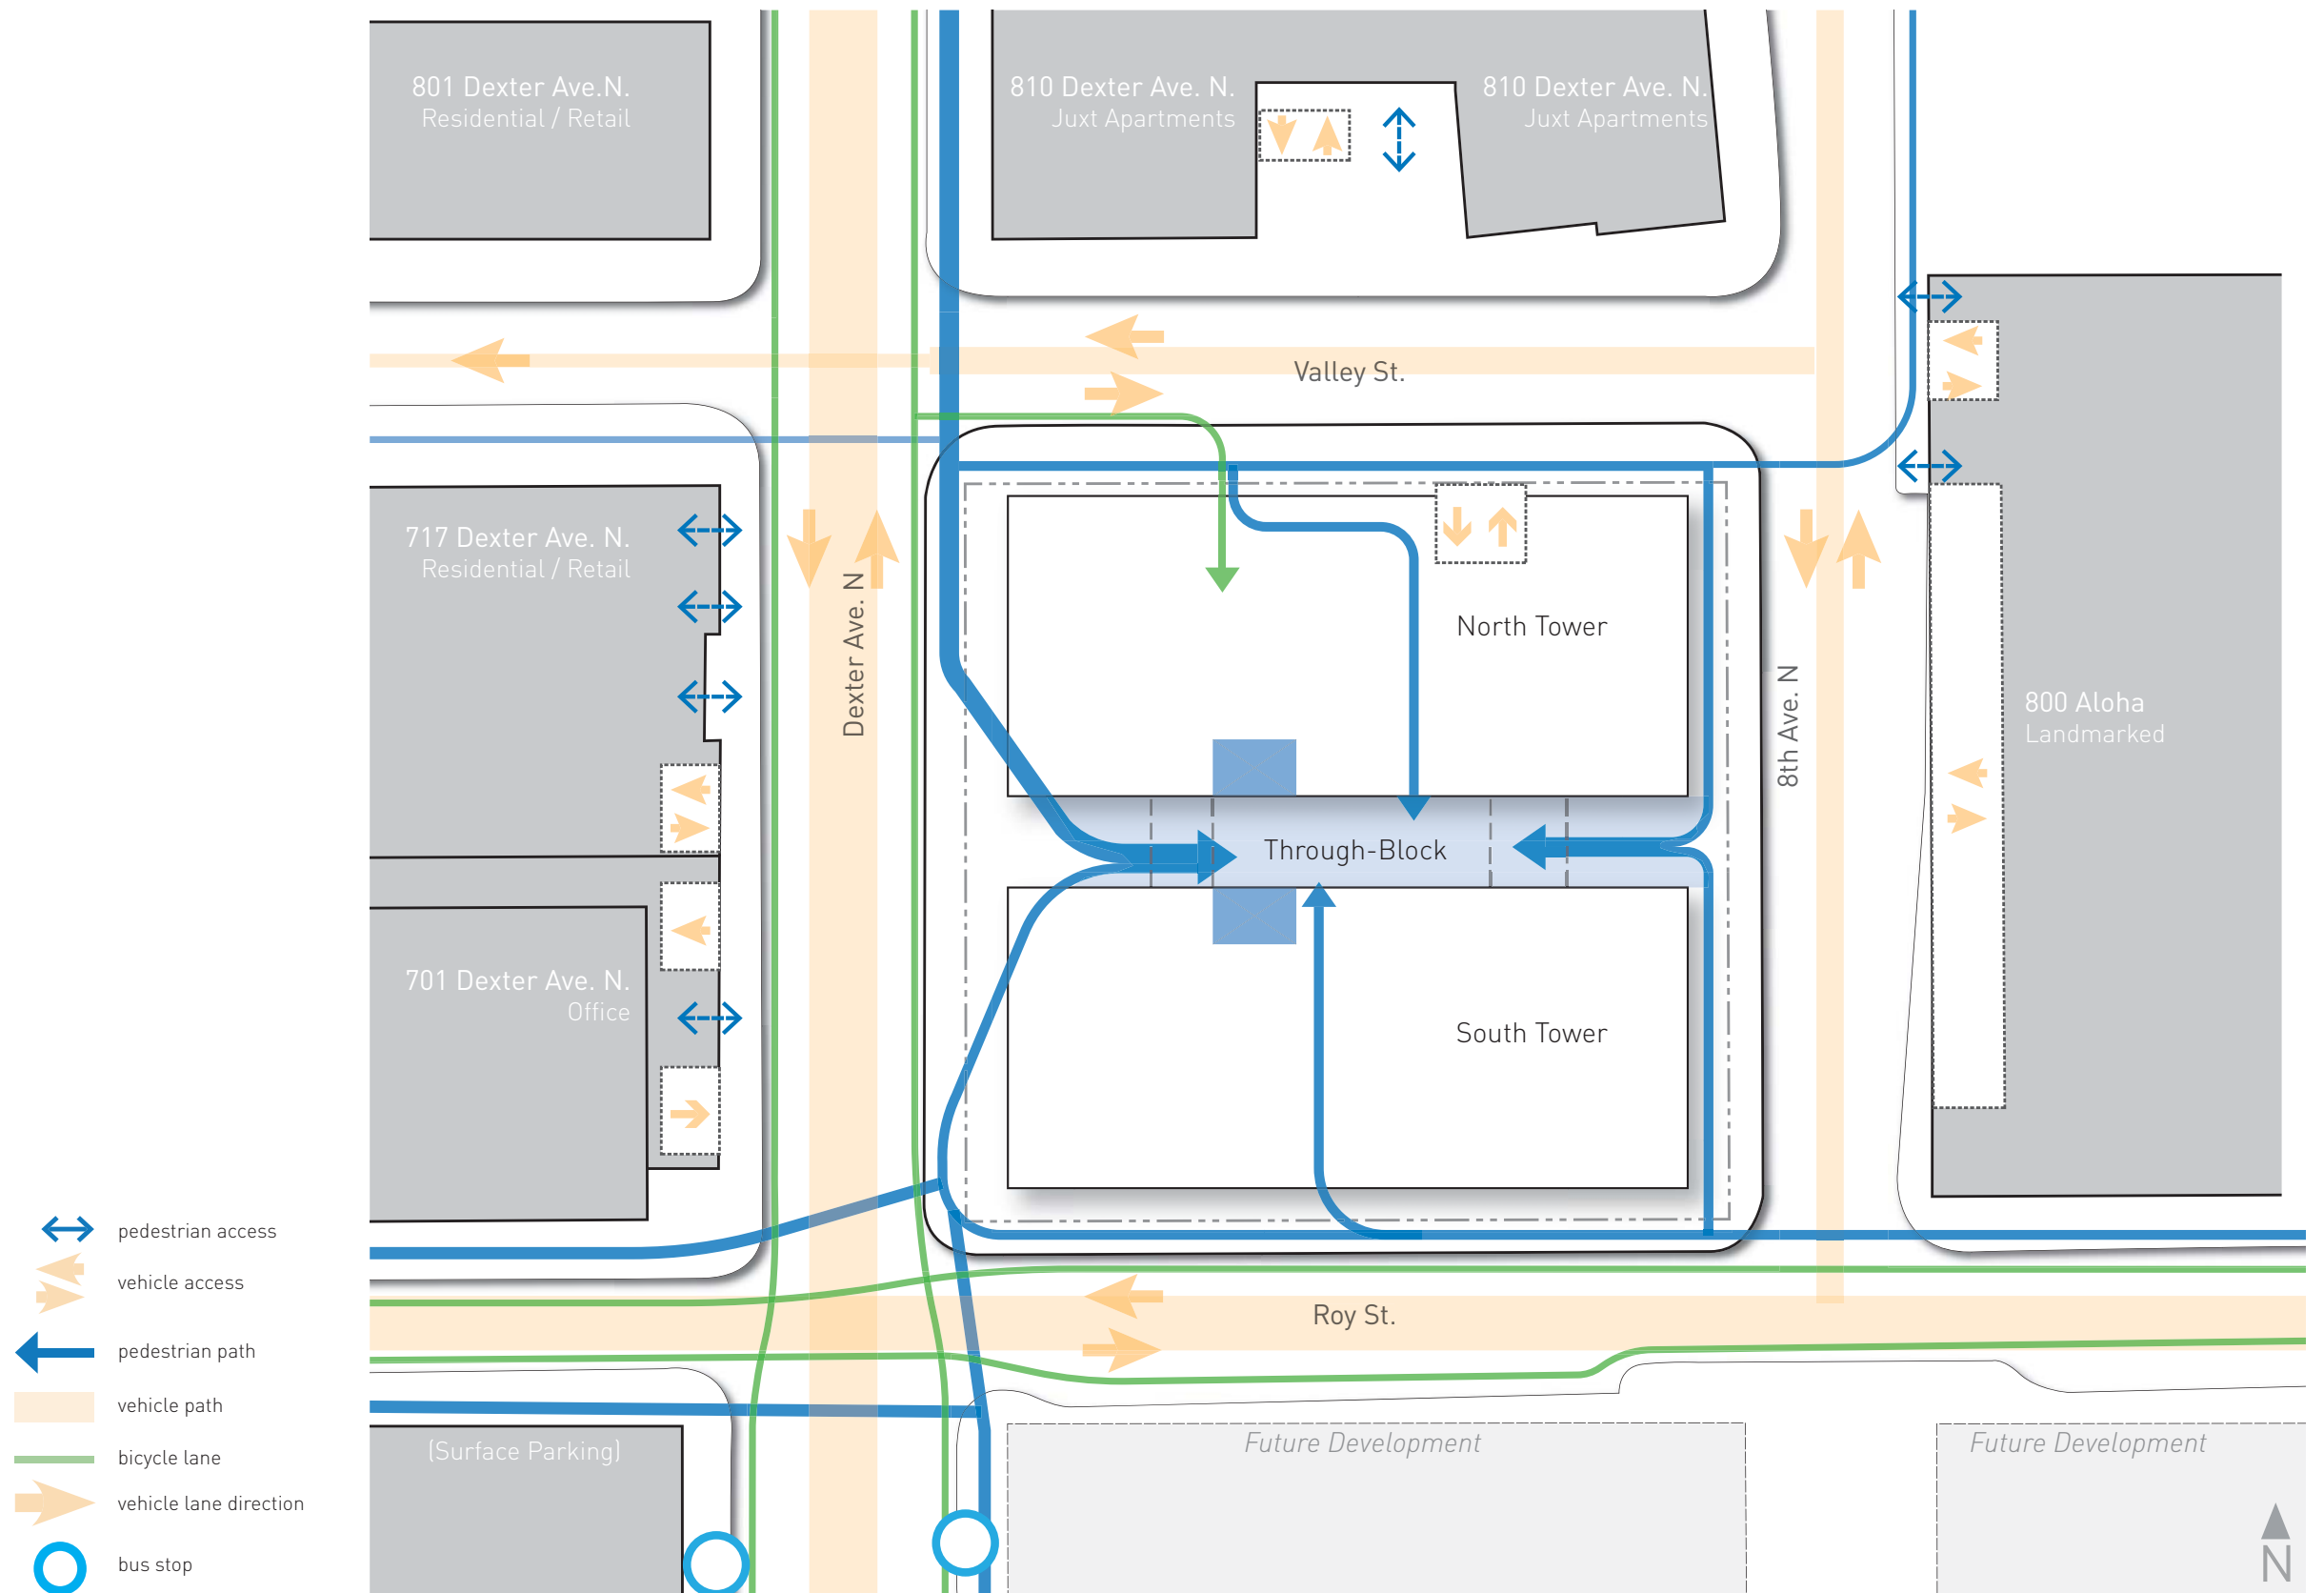 801 Dexter Ave.N.
Residential / Retail
810 Dexter Ave. N.
Juxt Apartments
810 Dexter Ave. N.
Juxt Apartments
Valley St.
717 Dexter Ave. N.
Residential / Retail
Dexter Ave. N
North Tower
8th Ave. N
800 Aloha
Landmarked
Through-Block
701 Dexter Ave. N.
Office
South Tower
Roy St.
(Surface Parking)
Future Development
Future Development
pedestrian access
vehicle access
pedestrian path
vehicle path
bicycle lane
vehicle lane direction
bus stop
N